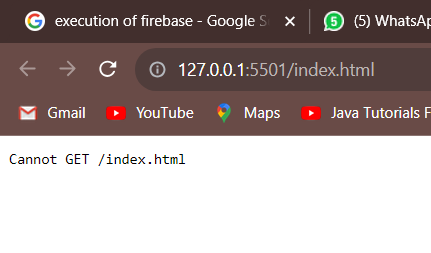 execution of firebase - Google S
(5) WhatsAp
127.0.0.1:5501/index.html
Gmail YouTube Maps Java Tutorials F
Cannot GET /index.html